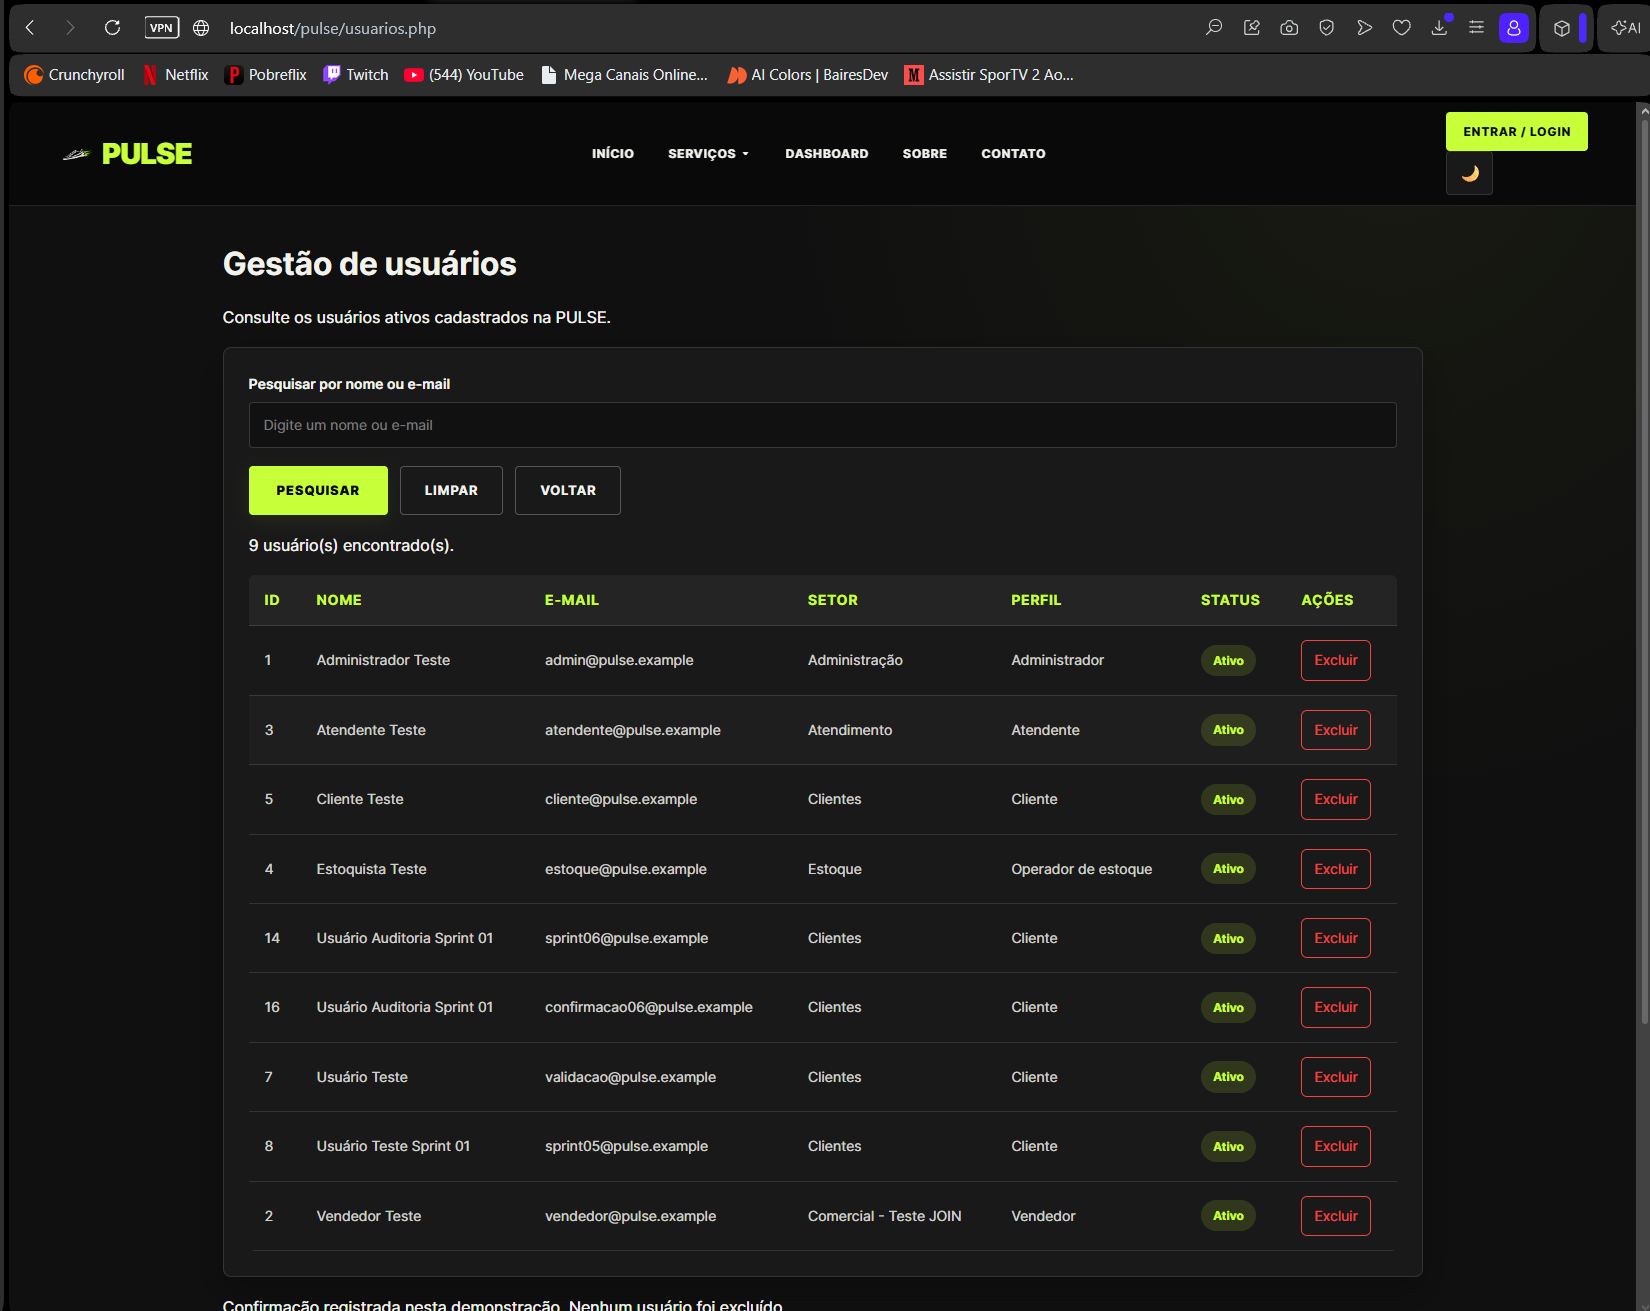 VPN localhost/pulse/usuarios.php AI
Crunchyroll Netflix Pobreflix Twitch (544) YouTube Mega Canais Online... AI Colors | BairesDev Assistir SporTV 2 Ao...
PULSE INÍCIO SERVIÇOS DASHBOARD SOBRE CONTATO ENTRAR / LOGIN
Gestão de usuários
Consulte os usuários ativos cadastrados na PULSE.
Pesquisar por nome ou e-mail
Digite um nome ou e-mail
PESQUISAR LIMPAR VOLTAR
9 usuário(s) encontrado(s).
ID NOME E-MAIL SETOR PERFIL STATUS AÇÕES
1 Administrador Teste admin@pulse.example Administração Administrador Ativo Excluir
3 Atendente Teste atendente@pulse.example Atendimento Atendente Ativo Excluir
5 Cliente Teste cliente@pulse.example Clientes Cliente Ativo Excluir
4 Estoquista Teste estoque@pulse.example Estoque Operador de estoque Ativo Excluir
14 Usuário Auditoria Sprint 01 sprint06@pulse.example Clientes Cliente Ativo Excluir
16 Usuário Auditoria Sprint 01 confirmacao06@pulse.example Clientes Cliente Ativo Excluir
7 Usuário Teste validacao@pulse.example Clientes Cliente Ativo Excluir
8 Usuário Teste Sprint 01 sprint05@pulse.example Clientes Cliente Ativo Excluir
2 Vendedor Teste vendedor@pulse.example Comercial - Teste JOIN Vendedor Ativo Excluir
Confirmação registrada nesta demonstração. Nenhum usuário foi excluído